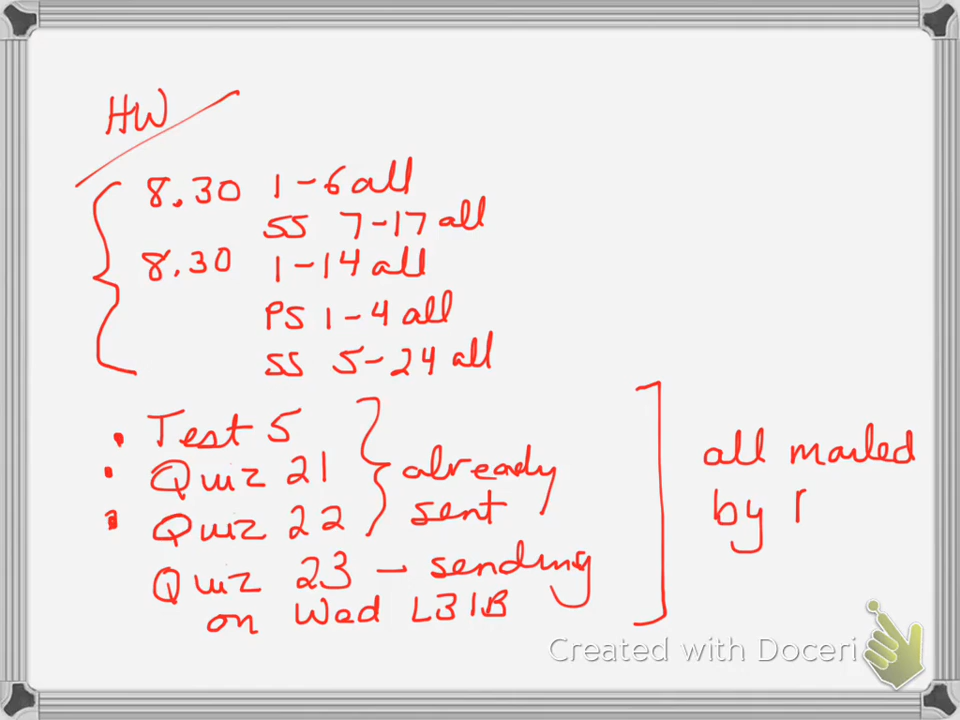 HW
8.30 1-6 all
SS 7-17 all
8.30 1-14 all
PS 1-4 all
SS 5-24 all
• Test 5
• Quiz 21
Quiz 22
already
sent
Quiz 23 - sending
on Wed L31B
all mailed
by
Created with Doceri